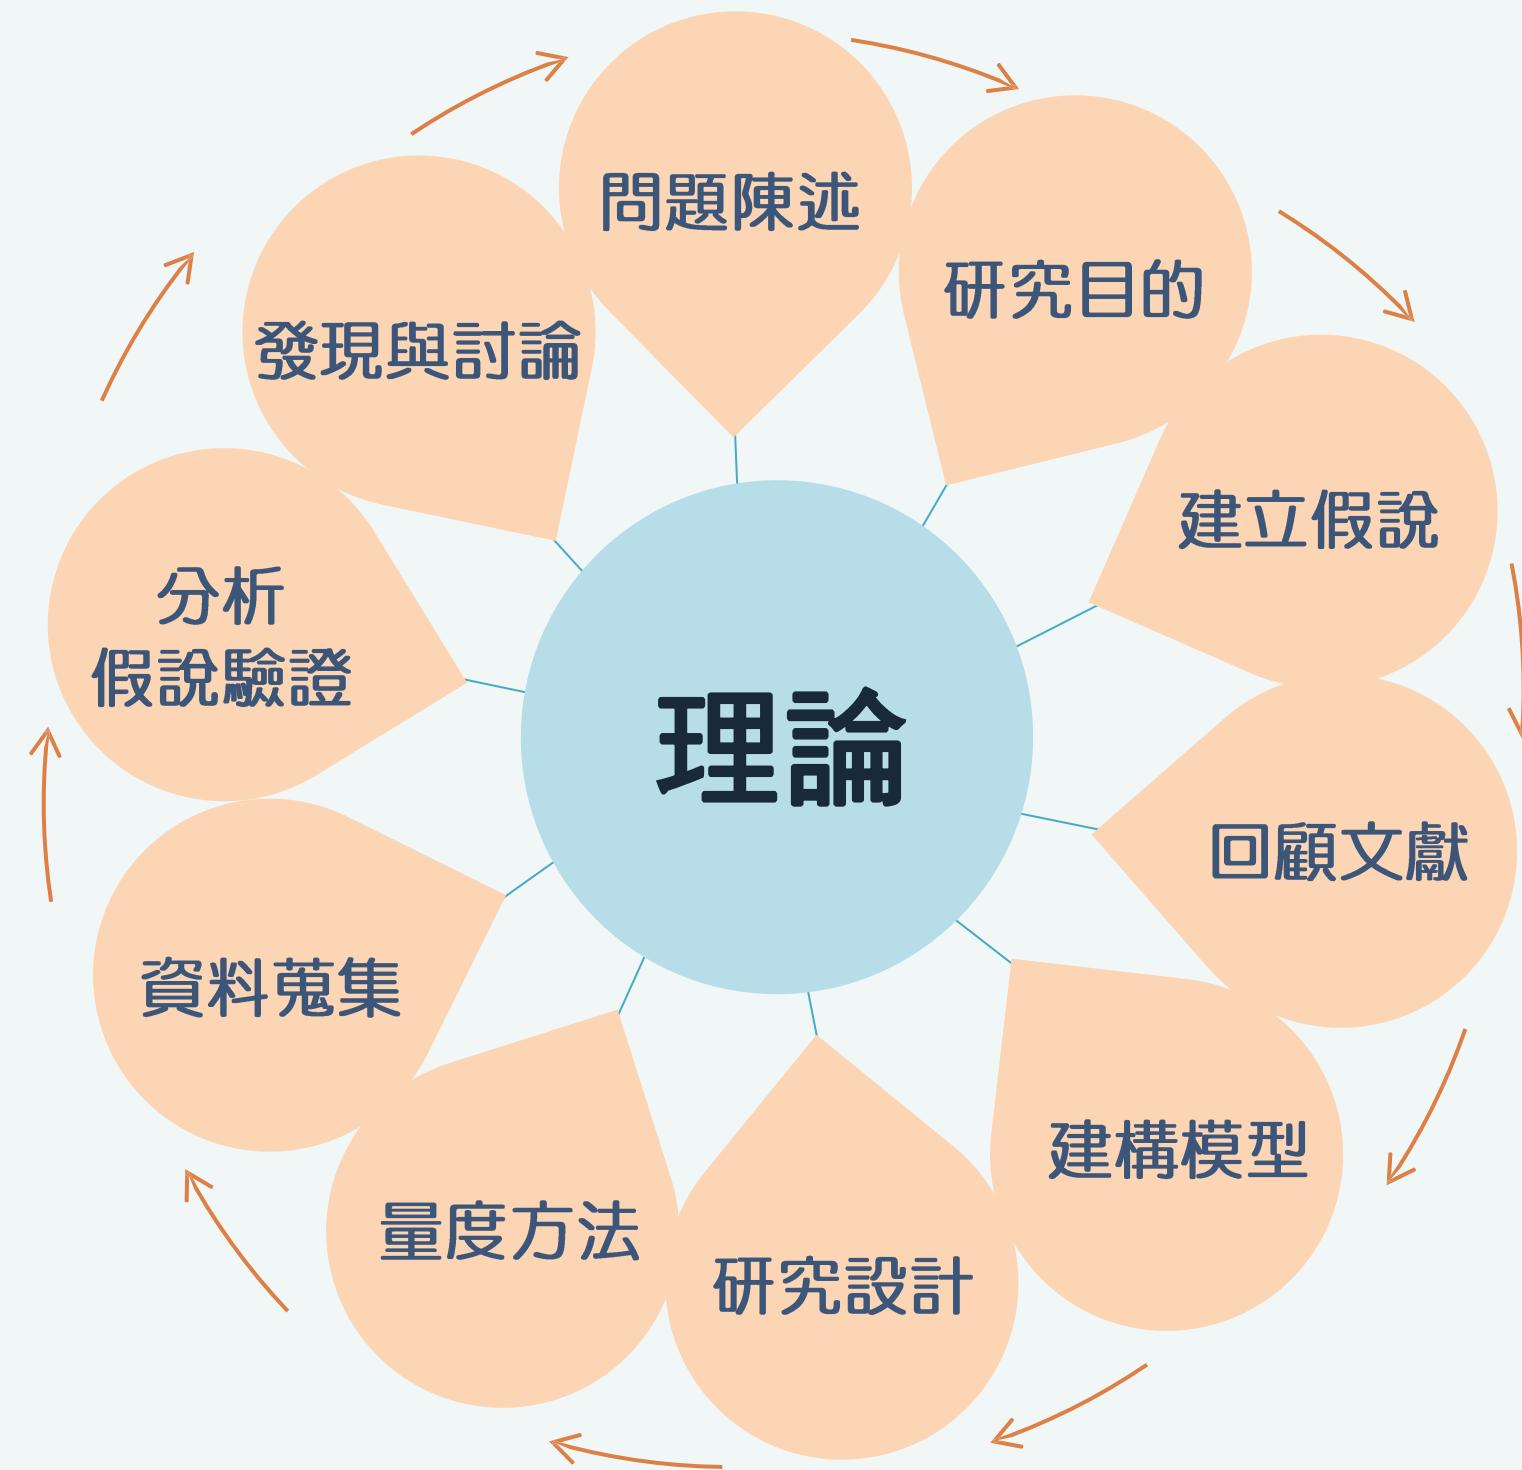 問題陳述
研究目的
建立假說
回顧文獻
建構模型
研究設計
量度方法
資料蒐集
分析
假說驗證
發現與討論
理論